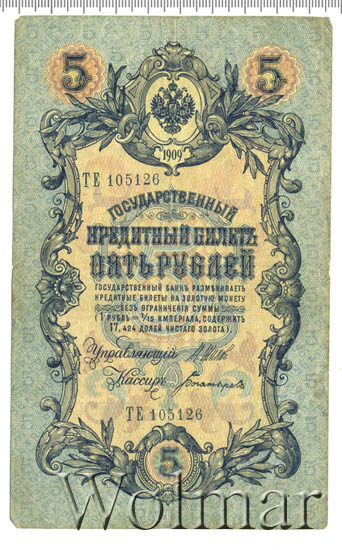 5 5
1909
ТЕ 105126
ГОСУДАРСТВЕННЫЙ
КРЕДИТНЫЙ БИЛЕТЪ
ПЯТЬ РУБЛЕЙ
ГОСУДАРСТВЕННЫЙ БАНКЪ РАЗМѢНИВАЕТЪ
КРЕДИТНЫЕ БИЛЕТЫ НА ЗОЛОТУЮ МОНЕТУ
БЕЗЪ ОГРАНИЧЕНІЯ СУММЫ
(1 РУБЛЬ = 1/15 ИМПЕРІАЛА, СОДЕРЖИТЪ
17,424 ДОЛЕЙ ЧИСТАГО ЗОЛОТА).
Управляющій
Кассиръ
ТЕ 105126
5
Wolmar